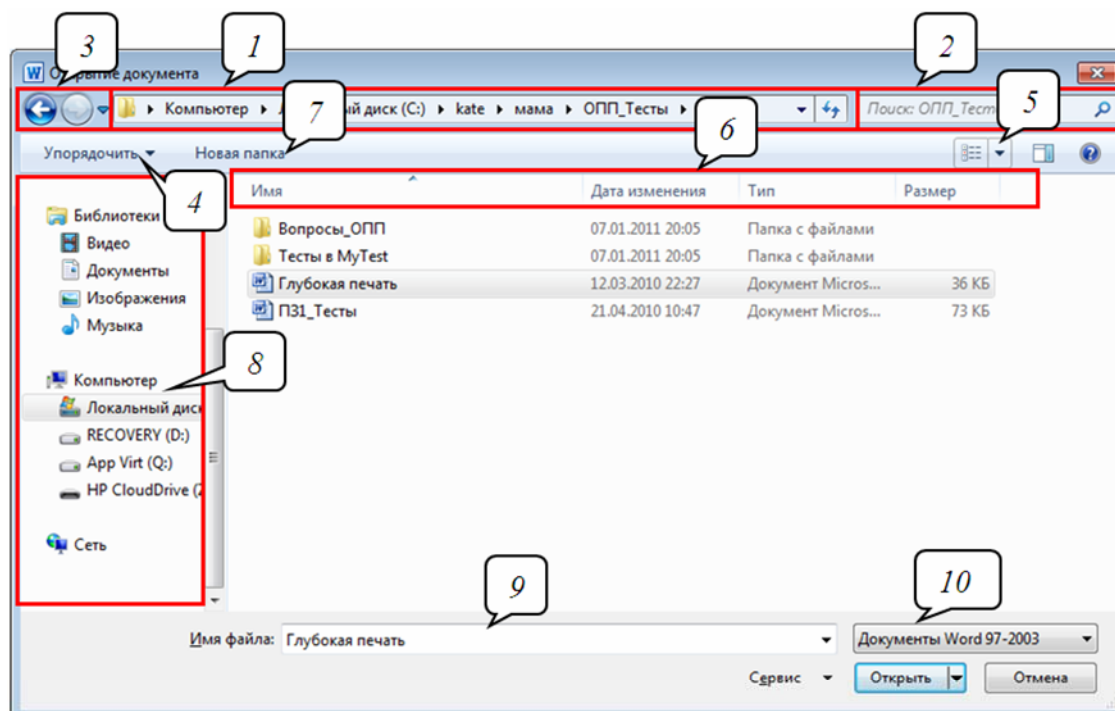 3 1 2
Открытие документа
Компьютер ный диск (C:) kate мама ОПП_Тесты Поиск: ОПП_Тест
7 6 5
Упорядочить Новая папка
4
Имя Дата изменения Тип Размер
Библиотеки
Видео
Документы
Изображения
Музыка
Вопросы_ОПП 07.01.2011 20:05 Папка с файлами
Тесты в MyTest 07.01.2011 20:05 Папка с файлами
Глубокая печать 12.03.2010 22:27 Документ Micros... 36 КБ
П31_Тесты 21.04.2010 10:47 Документ Micros... 73 КБ
8
Компьютер
Локальный диск
RECOVERY (D:)
App Virt (Q:)
HP CloudDrive (Z
Сеть
9 10
Имя файла: Глубокая печать Документы Word 97-2003
Сервис Открыть Отмена